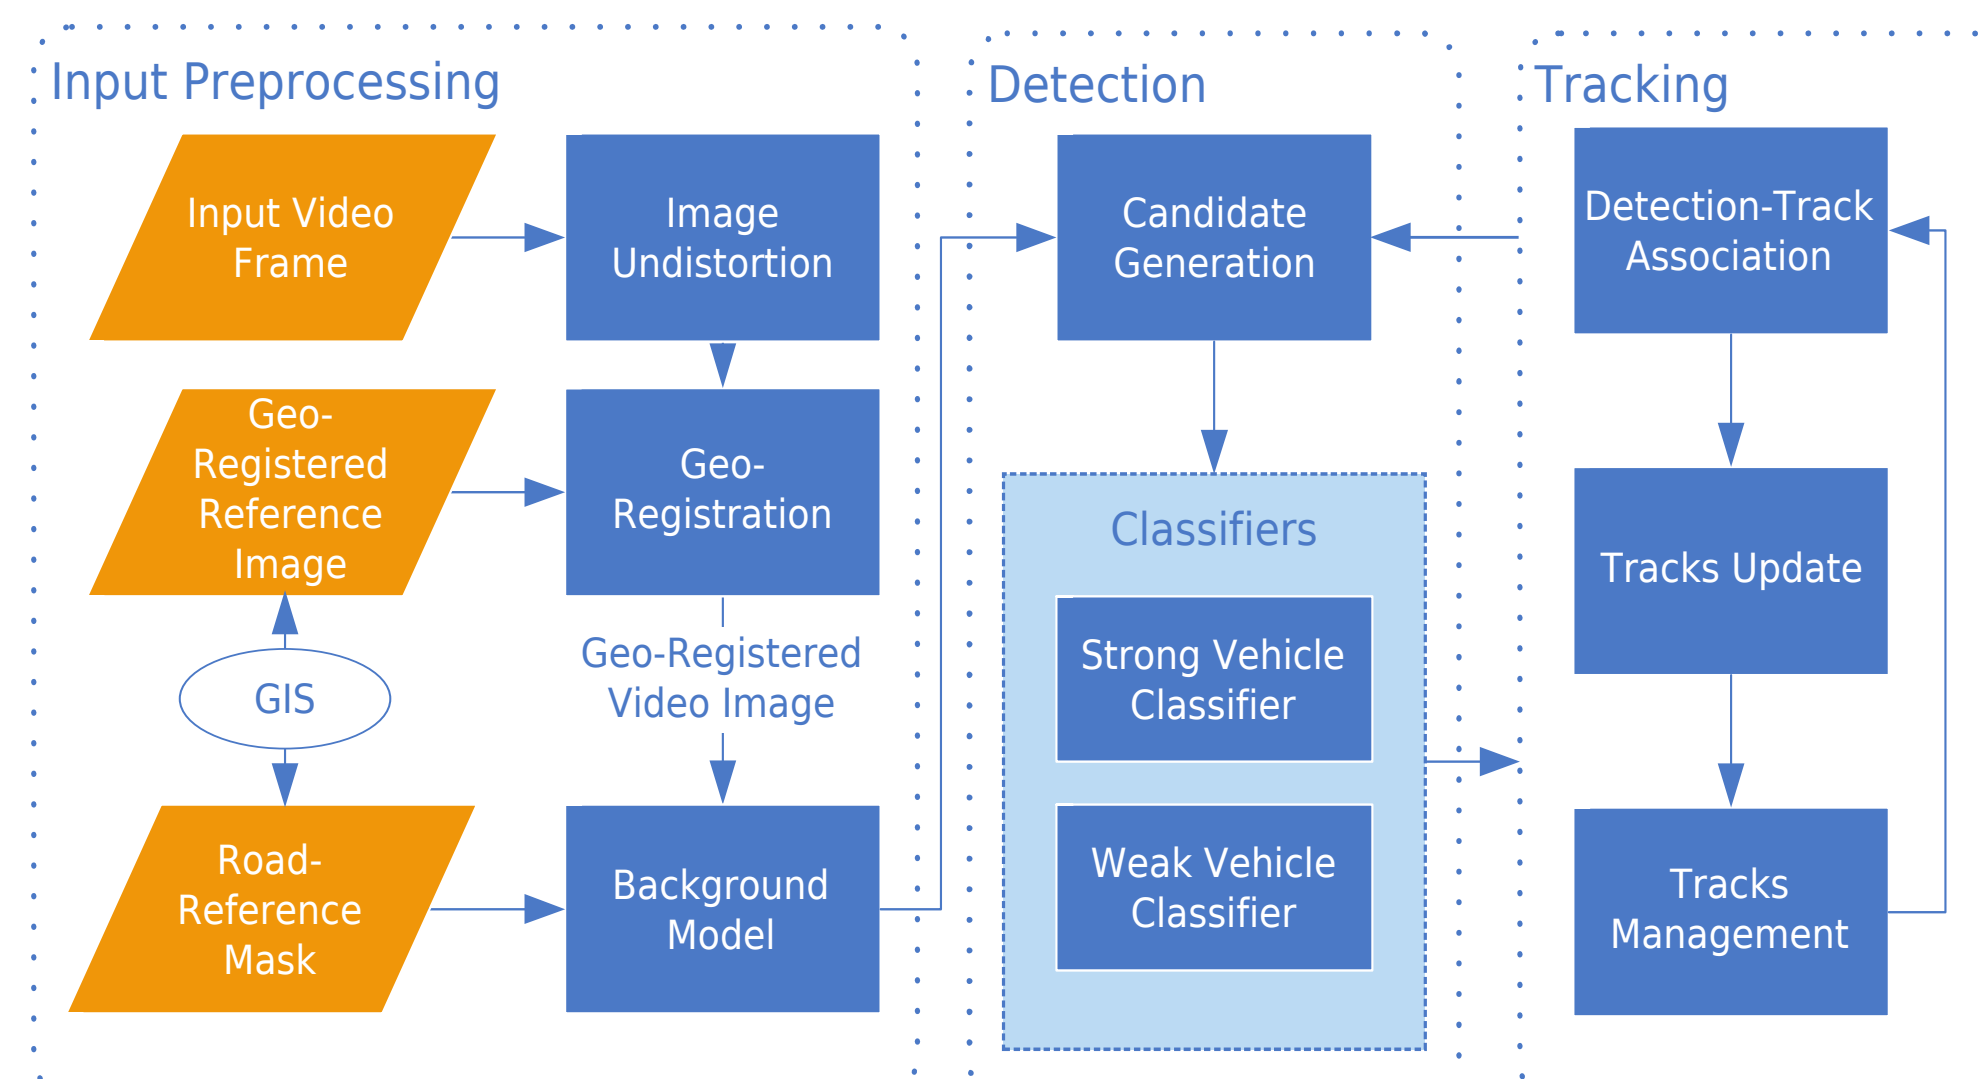 Input Preprocessing
Input Video
Frame
Image
Undistortion
Geo-
Registered
Reference
Image
Geo-
Registration
GIS
Geo-Registered
Video Image
Road-
Reference
Mask
Background
Model
Detection
Candidate
Generation
Classifiers
Strong Vehicle
Classifier
Weak Vehicle
Classifier
Tracking
Detection-Track
Association
Tracks Update
Tracks
Management